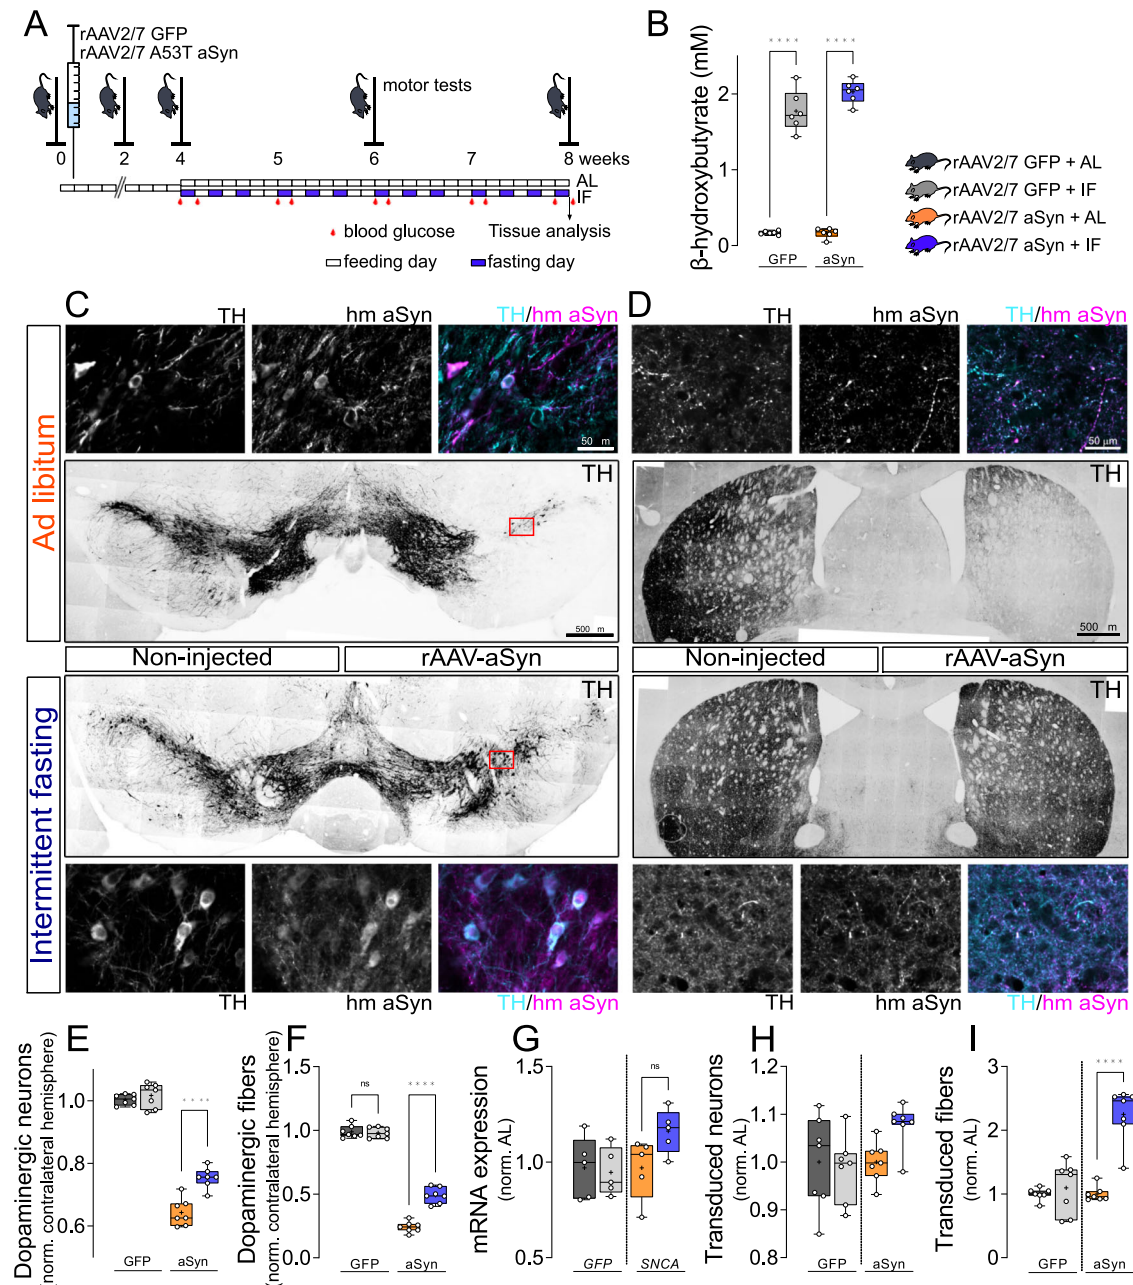 A
rAAV2/7 GFP
rAAV2/7 A53T aSyn
motor tests
0 2 4 5 6 7 8 weeks
AL
IF
blood glucose
Tissue analysis
feeding day
fasting day
B
β-hydroxybutyrate (mM)
2
1
0
****
****
GFP
aSyn
rAAV2/7 GFP + AL
rAAV2/7 GFP + IF
rAAV2/7 aSyn + AL
rAAV2/7 aSyn + IF
C
TH
hm aSyn
TH/hm aSyn
50 m
Ad libitum
TH
500 m
Non-injected
rAAV-aSyn
Intermittent fasting
TH
TH
hm aSyn
TH/hm aSyn
D
TH
hm aSyn
TH/hm aSyn
50 µm
TH
500 m
Non-injected
rAAV-aSyn
TH
TH
hm aSyn
TH/hm aSyn
E
Dopaminergic neurons
(norm. contralateral hemisphere)
1.0
0.8
0.6
****
GFP
aSyn
F
Dopaminergic fibers
(norm. contralateral hemisphere)
1.5
1.0
0.5
0.0
ns
****
GFP
aSyn
G
mRNA expression
(norm. AL)
1.5
1.0
0.5
ns
GFP
SNCA
H
Transduced neurons
(norm. AL)
1.2
1.1
1.0
0.9
0.8
GFP
aSyn
I
Transduced fibers
(norm. AL)
3
2
1
0
****
GFP
aSyn